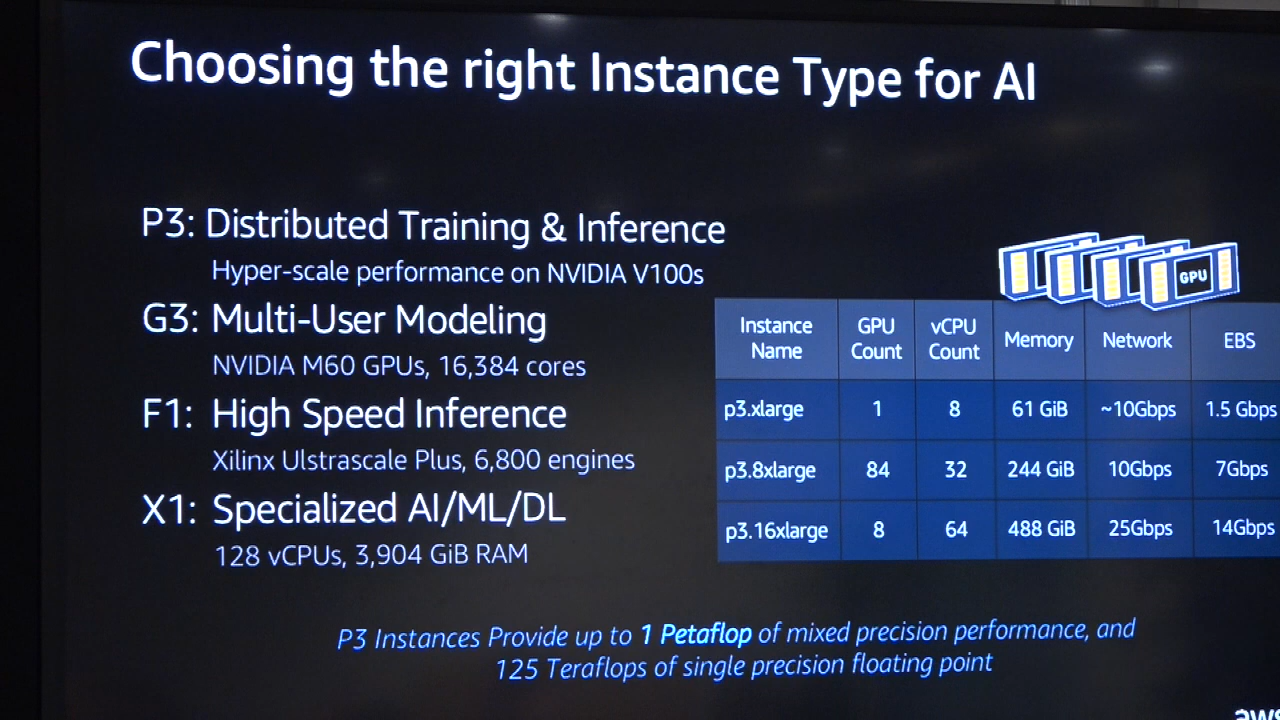 Choosing the right Instance Type for AI
P3: Distributed Training & Inference
Hyper-scale performance on NVIDIA V100s
G3: Multi-User Modeling
NVIDIA M60 GPUs, 16,384 cores
F1: High Speed Inference
Xilinx Ulstrascale Plus, 6,800 engines
X1: Specialized AI/ML/DL
128 vCPUs, 3,904 GiB RAM
GPU
Instance Name GPU Count vCPU Count Memory Network EBS
p3.xlarge 1 8 61 GiB ~10Gbps 1.5 Gbps
p3.8xlarge 84 32 244 GiB 10Gbps 7Gbps
p3.16xlarge 8 64 488 GiB 25Gbps 14Gbps
P3 Instances Provide up to 1 Petaflop of mixed precision performance, and
125 Teraflops of single precision floating point
aws